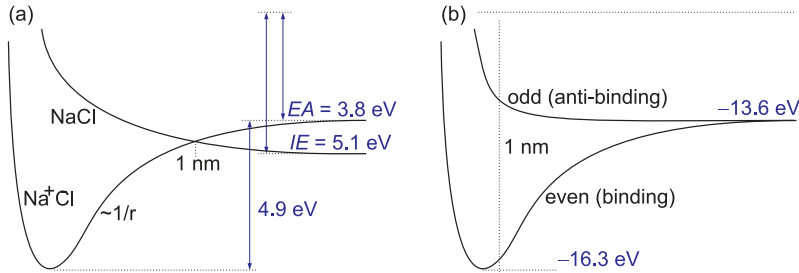 (a)
NaCl
EA = 3.8 eV
IE = 5.1 eV
1 nm
Na+Cl
~1/r
4.9 eV
(b)
odd (anti-binding)
−13.6 eV
1 nm
even (binding)
−16.3 eV